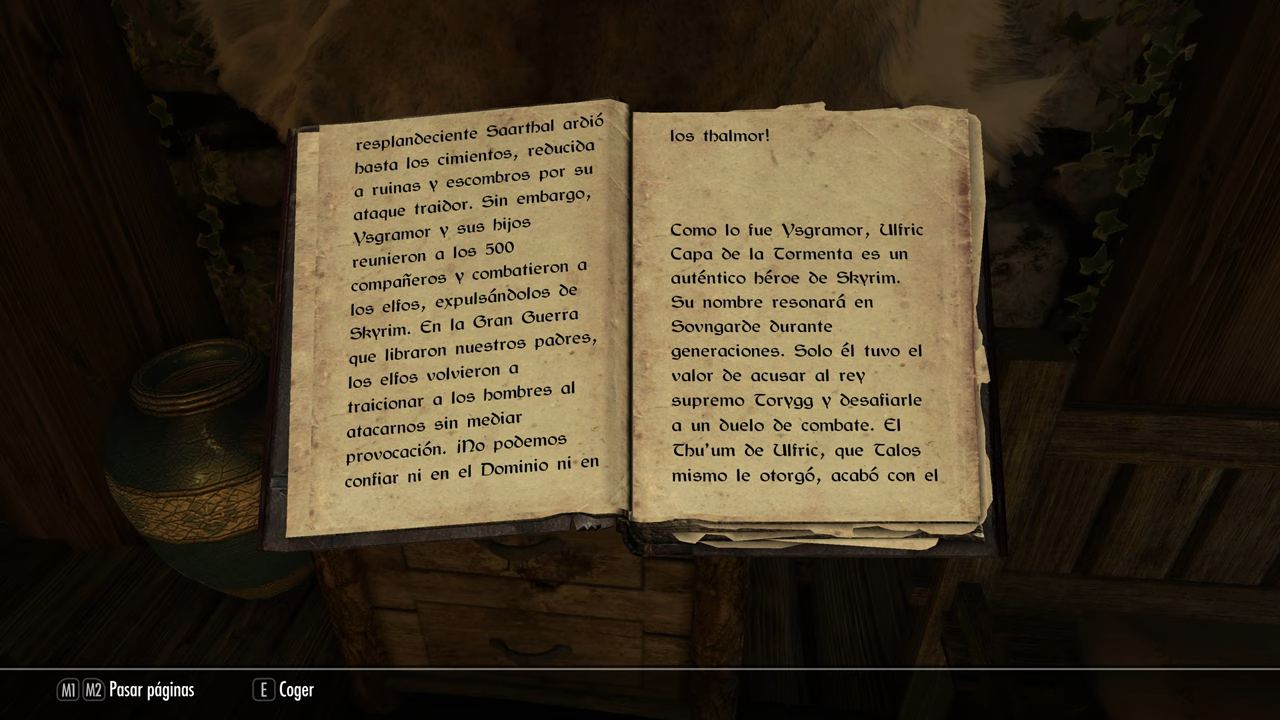 resplandeciente Saarthal ardió
hasta los cimientos, reducida
a ruinas y escombros por su
ataque traidor. Sin embargo,
Ysgramor y sus hijos
reunieron a los 500
compañeros y combatieron a
los elfos, expulsándolos de
Skyrim. En la Gran Guerra
que libraron nuestros padres,
los elfos volvieron a
traicionar a los hombres al
atacarnos sin mediar
provocación. ¡No podemos
confiar ni en el Dominio ni en
los thalmor!
Como lo fue Ysgramor, Ulfric
Capa de la Tormenta es un
auténtico héroe de Skyrim.
Su nombre resonará en
Sovngarde durante
generaciones. Solo él tuvo el
valor de acusar al rey
supremo Torygg y desafiarle
a un duelo de combate. El
Thu'um de Ulfric, que Talos
mismo le otorgó, acabó con el
M1 M2 Pasar páginas
E Coger